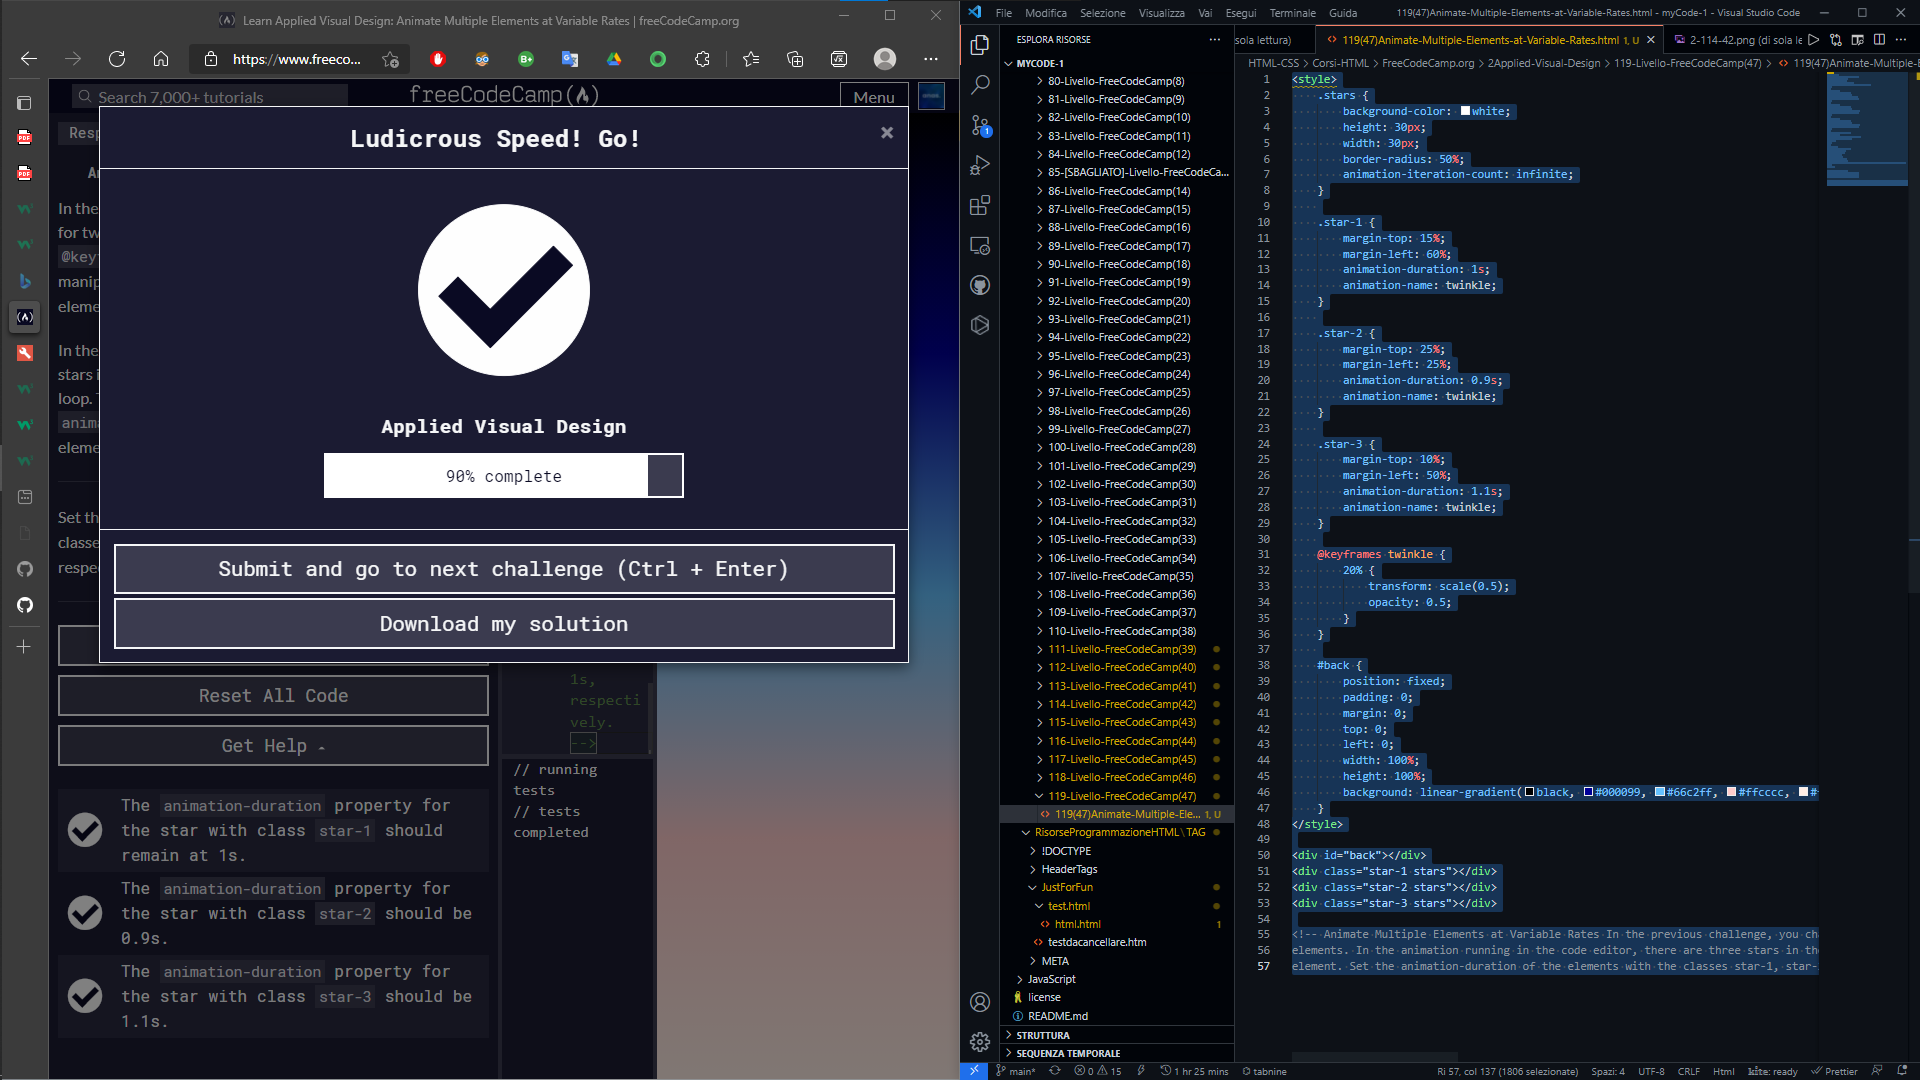 Learn Applied Visual Design: Animate Multiple Elements at Variable Rates | freeCodeCamp.org
https://www.freeco...
Search 7,000+ tutorials
freeCodeCamp
Menu
Resp
Ludicrous Speed! Go!
×
In the
for tw
@key
manip
eleme
In the
stars i
loop.
anima
eleme
Set th
classe
respe
Applied Visual Design
90% complete
Submit and go to next challenge (Ctrl + Enter)
Download my solution
Reset All Code
Get Help
The animation-duration property for
the star with class star-1 should
remain at 1s.
The animation-duration property for
the star with class star-2 should be
0.9s.
The animation-duration property for
the star with class star-3 should be
1.1s.
1s,
respecti
vely.
-->
// running
tests
// tests
completed
File Modifica Selezione Visualizza Vai Esegui Terminale Guida
119(47)Animate-Multiple-Elements-at-Variable-Rates.html - myCode-1 - Visual Studio Code
ESPLORA RISORSE
MYCODE-1
80-Livello-FreeCodeCamp(8)
81-Livello-FreeCodeCamp(9)
82-Livello-FreeCodeCamp(10)
83-Livello-FreeCodeCamp(11)
84-Livello-FreeCodeCamp(12)
85-[SBAGLIATO]-Livello-FreeCodeCa...
86-Livello-FreeCodeCamp(14)
87-Livello-FreeCodeCamp(15)
88-Livello-FreeCodeCamp(16)
89-Livello-FreeCodeCamp(17)
90-Livello-FreeCodeCamp(18)
91-Livello-FreeCodeCamp(19)
92-Livello-FreeCodeCamp(20)
93-Livello-FreeCodeCamp(21)
94-Livello-FreeCodeCamp(22)
95-Livello-FreeCodeCamp(23)
96-Livello-FreeCodeCamp(24)
97-Livello-FreeCodeCamp(25)
98-Livello-FreeCodeCamp(26)
99-Livello-FreeCodeCamp(27)
100-Livello-FreeCodeCamp(28)
101-Livello-FreeCodeCamp(29)
102-Livello-FreeCodeCamp(30)
103-Livello-FreeCodeCamp(31)
104-Livello-FreeCodeCamp(32)
105-Livello-FreeCodeCamp(33)
106-Livello-FreeCodeCamp(34)
107-livello-FreeCodeCamp(35)
108-Livello-FreeCodeCamp(36)
109-Livello-FreeCodeCamp(37)
110-Livello-FreeCodeCamp(38)
111-Livello-FreeCodeCamp(39)
112-Livello-FreeCodeCamp(40)
113-Livello-FreeCodeCamp(41)
114-Livello-FreeCodeCamp(42)
115-Livello-FreeCodeCamp(43)
116-Livello-FreeCodeCamp(44)
117-Livello-FreeCodeCamp(45)
118-Livello-FreeCodeCamp(46)
119-Livello-FreeCodeCamp(47)
119(47)Animate-Multiple-Ele... 1, U
RisorseProgrammazioneHTML\TAG
!DOCTYPE
HeaderTags
JustForFun
test.html
html.html 1
testdacancellare.htm
META
JavaScript
license
README.md
STRUTTURA
SEQUENZA TEMPORALE
sola lettura)
119(47)Animate-Multiple-Elements-at-Variable-Rates.html 1, U
2-114-42.png (di sola le
HTML-CSS > Corsi-HTML > FreeCodeCamp.org > 2Applied-Visual-Design > 119-Livello-FreeCodeCamp(47) > 119(47)Animate-Multiple-E
1 <style>
2 .stars {
3 background-color: white;
4 height: 30px;
5 width: 30px;
6 border-radius: 50%;
7 animation-iteration-count: infinite;
8 }
9
10 .star-1 {
11 margin-top: 15%;
12 margin-left: 60%;
13 animation-duration: 1s;
14 animation-name: twinkle;
15 }
16
17 .star-2 {
18 margin-top: 25%;
19 margin-left: 25%;
20 animation-duration: 0.9s;
21 animation-name: twinkle;
22 }
23
24 .star-3 {
25 margin-top: 10%;
26 margin-left: 50%;
27 animation-duration: 1.1s;
28 animation-name: twinkle;
29 }
30
31 @keyframes twinkle {
32 20% {
33 transform: scale(0.5);
34 opacity: 0.5;
35 }
36 }
37
38 #back {
39 position: fixed;
40 padding: 0;
41 margin: 0;
42 top: 0;
43 left: 0;
44 width: 100%;
45 height: 100%;
46 background: linear-gradient(black, #000099, #66c2ff, #ffcccc, #
47 }
48 </style>
49
50 <div id="back"></div>
51 <div class="star-1 stars"></div>
52 <div class="star-2 stars"></div>
53 <div class="star-3 stars"></div>
54
55 <!-- Animate Multiple Elements at Variable Rates In the previous challenge, you ch
56 elements. In the animation running in the code editor, there are three stars in th
57 element. Set the animation-duration of the elements with the classes star-1, star-
main* 0 15 1 hr 25 mins tabnine
Ri 57, col 137 (1806 selezionate) Spazi: 4 UTF-8 CRLF Html kite: ready Prettier